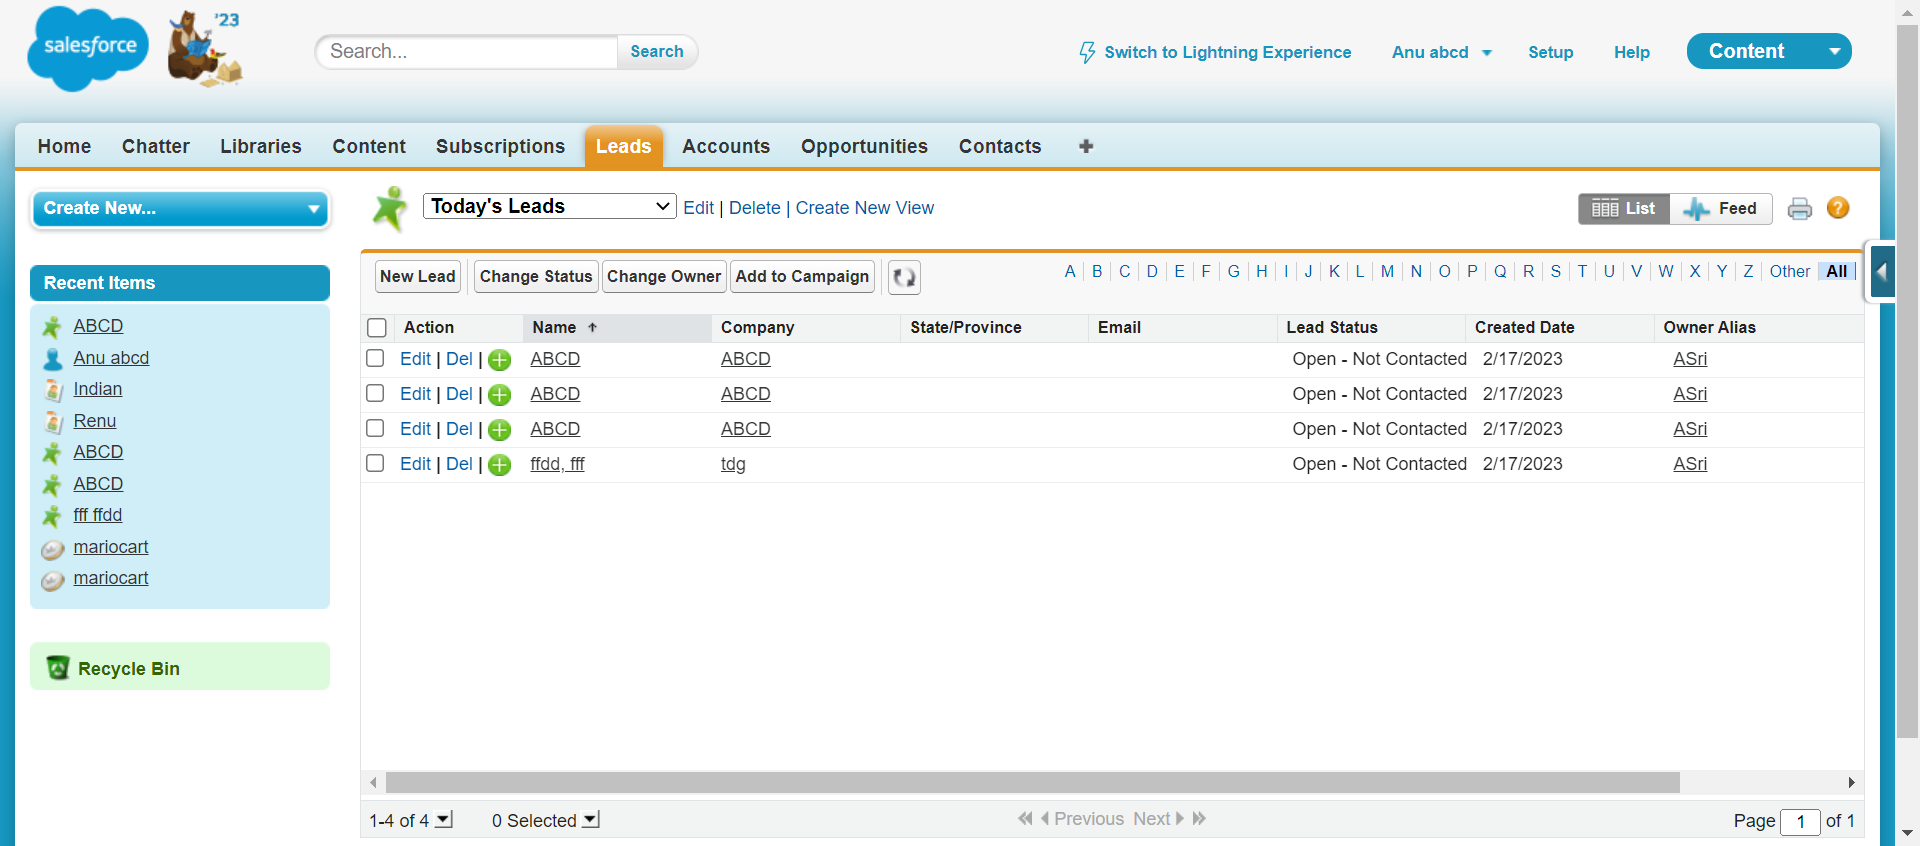 salesforce
'23
Search...
Search
Switch to Lightning Experience
Anu abcd
Setup
Help
Content
Home
Chatter
Libraries
Content
Subscriptions
Leads
Accounts
Opportunities
Contacts
Create New...
Today's Leads
Edit | Delete | Create New View
List
Feed
?
Recent Items
ABCD
Anu abcd
Indian
Renu
ABCD
ABCD
fff ffdd
mariocart
mariocart
Recycle Bin
New Lead
Change Status
Change Owner
Add to Campaign
A | B | C | D | E | F | G | H | I | J | K | L | M | N | O | P | Q | R | S | T | U | V | W | X | Y | Z | Other | All
Action Name Company State/Province Email Lead Status Created Date Owner Alias
Edit | Del | ABCD ABCD Open - Not Contacted 2/17/2023 ASri
Edit | Del | ABCD ABCD Open - Not Contacted 2/17/2023 ASri
Edit | Del | ABCD ABCD Open - Not Contacted 2/17/2023 ASri
Edit | Del | ffdd, fff tdg Open - Not Contacted 2/17/2023 ASri
1-4 of 4
0 Selected
Previous Next
Page 1 of 1